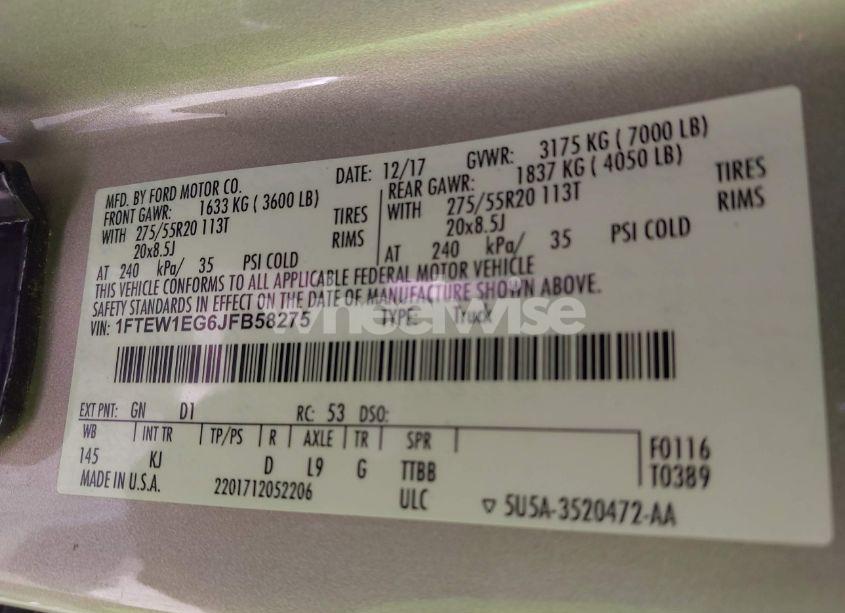 MFD. BY FORD MOTOR CO. DATE: 12/17 GVWR: 3175 KG ( 7000 LB)
FRONT GAWR: 1633 KG ( 3600 LB) REAR GAWR: 1837 KG ( 4050 LB)
WITH 275/55R20 113T TIRES WITH 275/55R20 113T TIRES
20x8.5J RIMS 20x8.5J RIMS
AT 240 kPa/ 35 PSI COLD AT 240 kPa/ 35 PSI COLD
THIS VEHICLE CONFORMS TO ALL APPLICABLE FEDERAL MOTOR VEHICLE
SAFETY STANDARDS IN EFFECT ON THE DATE OF MANUFACTURE SHOWN ABOVE.
VIN: 1FTEW1EG6JFB58275 TYPE: Truck
wheelwise
EXT PNT: GN D1 RC: 53 DSO:
WB INT TR TP/PS R AXLE TR SPR F0116
145 KJ D L9 G TTBB T0389
MADE IN U.S.A. 2201712052206 ULC ▽ 5U5A-3520472-AA